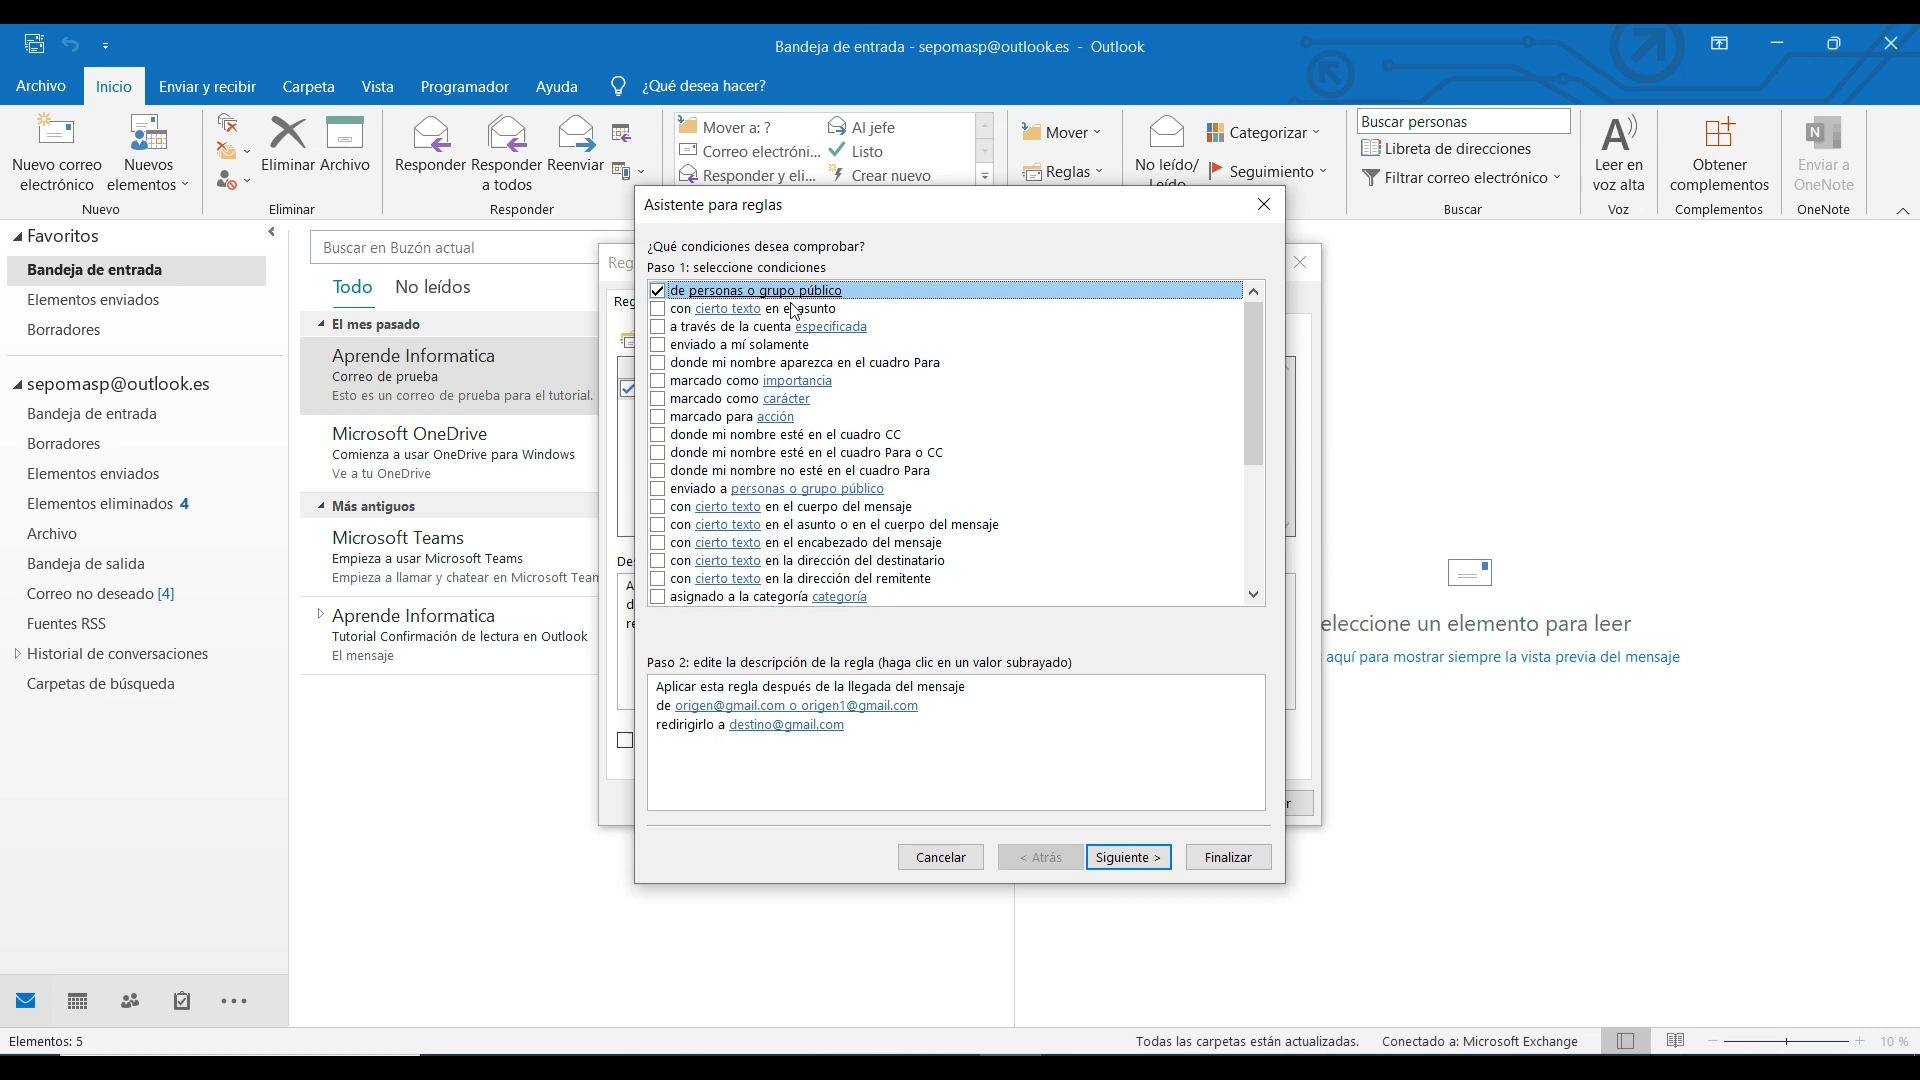 Bandeja de entrada - sepomasp@outlook.es - Outlook
Archivo
Inicio
Enviar y recibir
Carpeta
Vista
Programador
Ayuda
¿Qué desea hacer?
Nuevo correo electrónico
Nuevos elementos
Nuevo
Eliminar
Archivo
Eliminar
Responder
Responder a todos
Reenviar
Responder
Mover a: ?
Correo electróni...
Responder y eli...
Al jefe
Listo
Crear nuevo
Mover
Reglas
No leído/
Leído
Categorizar
Seguimiento
Buscar personas
Libreta de direcciones
Filtrar correo electrónico
Buscar
Leer en voz alta
Voz
Obtener complementos
Complementos
Enviar a OneNote
OneNote
Favoritos
Bandeja de entrada
Elementos enviados
Borradores
sepomasp@outlook.es
Bandeja de entrada
Borradores
Elementos enviados
Elementos eliminados 4
Archivo
Bandeja de salida
Correo no deseado [4]
Fuentes RSS
Historial de conversaciones
Carpetas de búsqueda
Buscar en Buzón actual
Todo
No leídos
El mes pasado
Aprende Informatica
Correo de prueba
Esto es un correo de prueba para el tutorial.
Microsoft OneDrive
Comienza a usar OneDrive para Windows
Ve a tu OneDrive
Más antiguos
Microsoft Teams
Empieza a usar Microsoft Teams
Empieza a llamar y chatear en Microsoft Tean
Aprende Informatica
Tutorial Confirmación de lectura en Outlook
El mensaje
Reg
Reg
De
A
d
re
r
Asistente para reglas
¿Qué condiciones desea comprobar?
Paso 1: seleccione condiciones
de personas o grupo público
con cierto texto en el asunto
a través de la cuenta especificada
enviado a mí solamente
donde mi nombre aparezca en el cuadro Para
marcado como importancia
marcado como carácter
marcado para acción
donde mi nombre esté en el cuadro CC
donde mi nombre esté en el cuadro Para o CC
donde mi nombre no esté en el cuadro Para
enviado a personas o grupo público
con cierto texto en el cuerpo del mensaje
con cierto texto en el asunto o en el cuerpo del mensaje
con cierto texto en el encabezado del mensaje
con cierto texto en la dirección del destinatario
con cierto texto en la dirección del remitente
asignado a la categoría categoría
Paso 2: edite la descripción de la regla (haga clic en un valor subrayado)
Aplicar esta regla después de la llegada del mensaje
de origen@gmail.com o origen1@gmail.com
redirigirlo a destino@gmail.com
Cancelar
< Atrás
Siguiente >
Finalizar
eleccione un elemento para leer
aquí para mostrar siempre la vista previa del mensaje
Elementos: 5
Todas las carpetas están actualizadas.
Conectado a: Microsoft Exchange
10 %